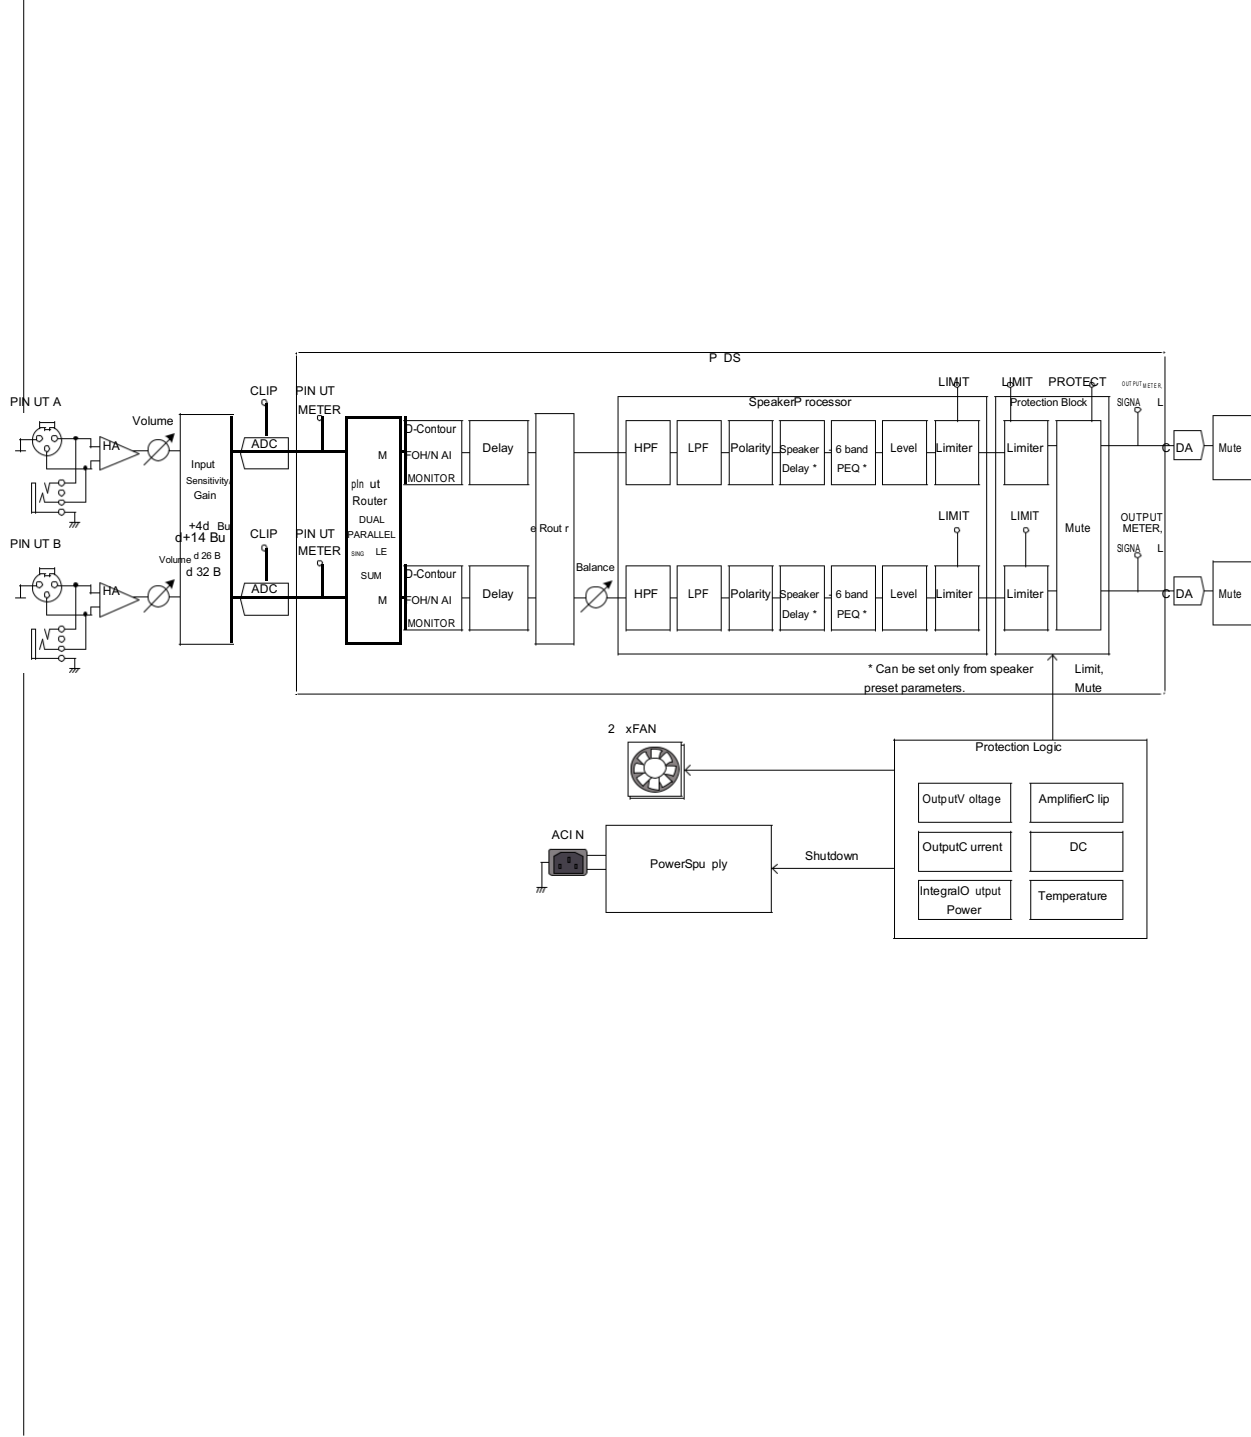 P DS
CLIP
PIN UT
METER
LIMIT
LIMIT
PROTECT
OUTPUT METER,
SIGNA L
PIN UT A
Volume
SpeakerP rocessor
Protection Block
HA
ADC
Input
Sensitivity/
Gain
+4d Bu
d+14 Bu
d 26 B
d 32 B
M
pIn ut
Router
DUAL
PARALLEL
SING LE
SUM
M
D-Contour
FOH/N AI
MONITOR
Delay
e Rout r
HPF
LPF
Polarity
Speaker
Delay *
6 band
PEQ *
Level
Limiter
Limiter
Mute
C DA
Mute
PIN UT B
Volume
HA
CLIP
PIN UT
METER
ADC
D-Contour
FOH/N AI
MONITOR
Delay
Balance
LIMIT
LIMIT
OUTPUT
METER,
SIGNA L
HPF
LPF
Polarity
Speaker
Delay *
6 band
PEQ *
Level
Limiter
Limiter
C DA
Mute
* Can be set only from speaker
preset parameters.
Limit,
Mute
2 xFAN
Protection Logic
OutputV oltage
AmplifierC lip
ACI N
PowerSpu ply
Shutdown
OutputC urrent
DC
IntegralO utput
Power
Temperature